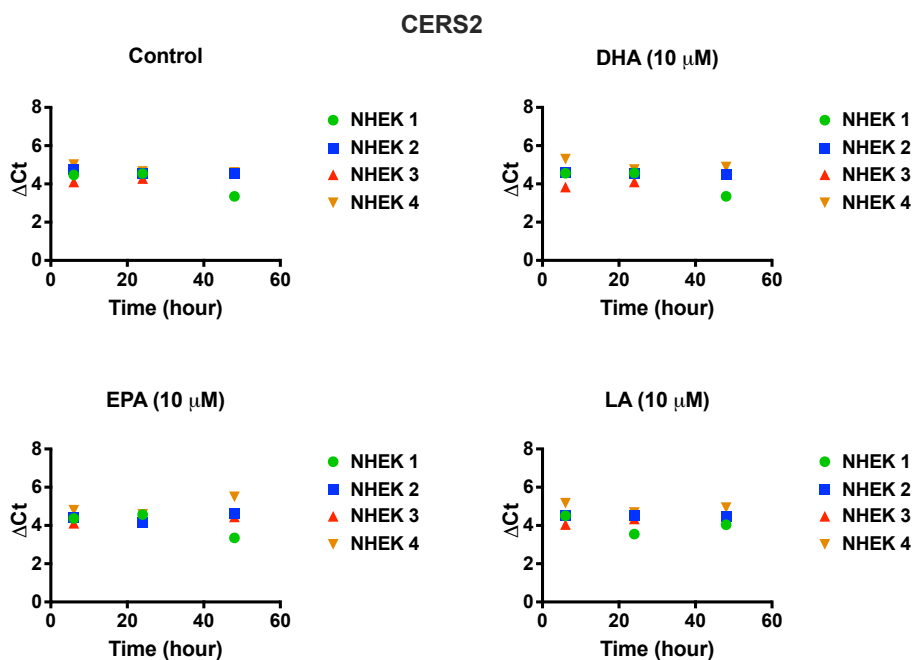 CERS2
Control
8
6
4
2
0
ΔCt
0 20 40 60
Time (hour)
NHEK 1
NHEK 2
NHEK 3
NHEK 4
DHA (10 μM)
8
6
4
2
0
ΔCt
0 20 40 60
Time (hour)
NHEK 1
NHEK 2
NHEK 3
NHEK 4
EPA (10 μM)
8
6
4
2
0
ΔCt
0 20 40 60
Time (hour)
NHEK 1
NHEK 2
NHEK 3
NHEK 4
LA (10 μM)
8
6
4
2
0
ΔCt
0 20 40 60
Time (hour)
NHEK 1
NHEK 2
NHEK 3
NHEK 4